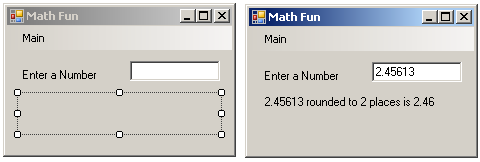 Math Fun
Main
Enter a Number
Math Fun
Main
Enter a Number 2.45613
2.45613 rounded to 2 places is 2.46